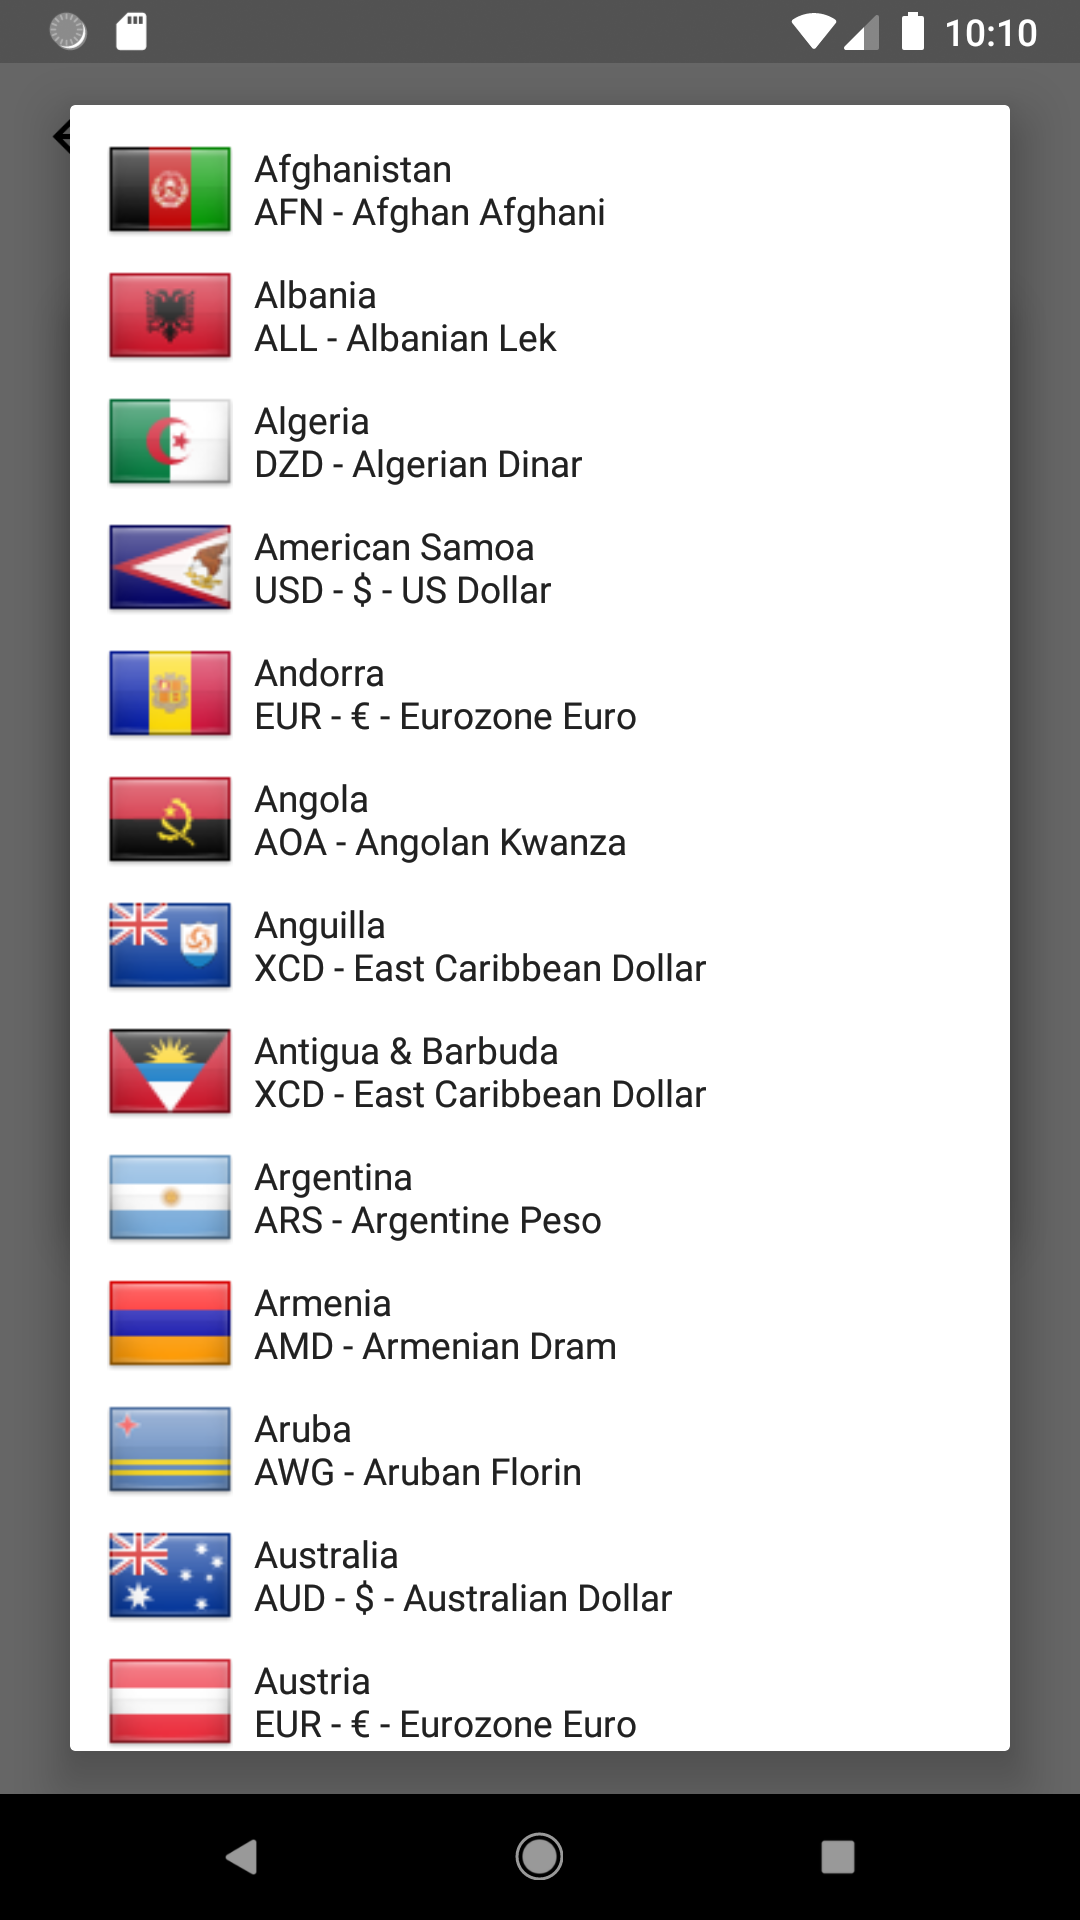 10:10
Afghanistan
AFN - Afghan Afghani
Albania
ALL - Albanian Lek
Algeria
DZD - Algerian Dinar
American Samoa
USD - $ - US Dollar
Andorra
EUR - € - Eurozone Euro
Angola
AOA - Angolan Kwanza
Anguilla
XCD - East Caribbean Dollar
Antigua & Barbuda
XCD - East Caribbean Dollar
Argentina
ARS - Argentine Peso
Armenia
AMD - Armenian Dram
Aruba
AWG - Aruban Florin
Australia
AUD - $ - Australian Dollar
Austria
EUR - € - Eurozone Euro